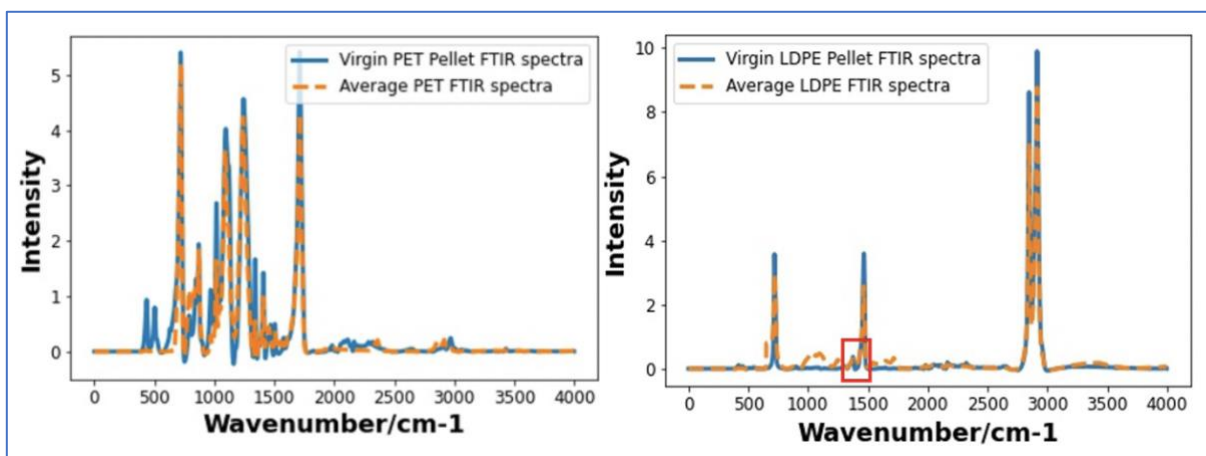 Virgin PET Pellet FTIR spectra
Average PET FTIR spectra
5
4
3
2
1
0
Intensity
0 500 1000 1500 2000 2500 3000 3500 4000
Wavenumber/cm-1
Virgin LDPE Pellet FTIR spectra
Average LDPE FTIR spectra
10
8
6
4
2
0
Intensity
0 500 1000 1500 2000 2500 3000 3500 4000
Wavenumber/cm-1